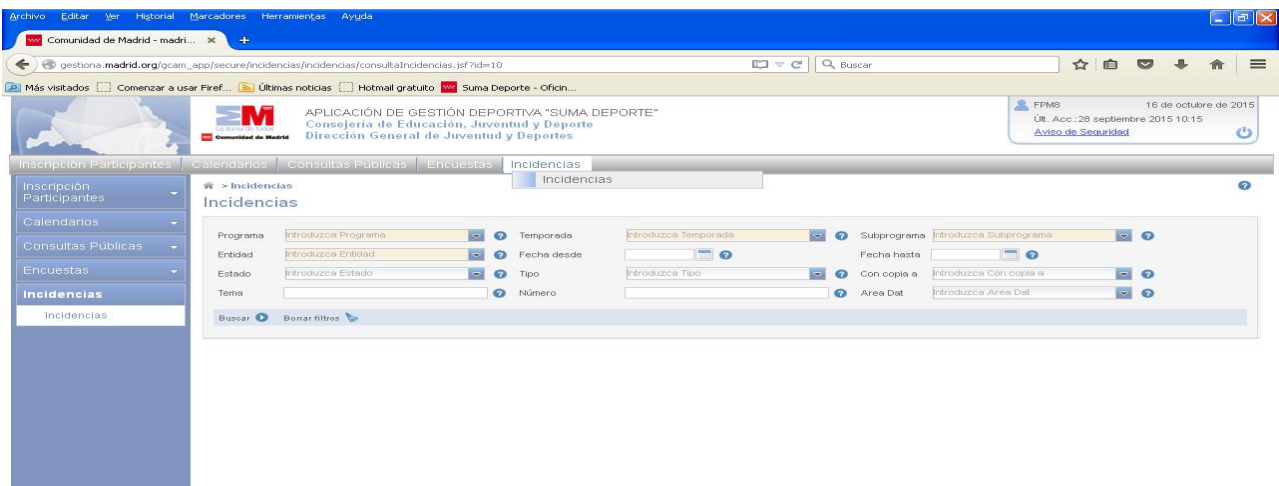 Archivo Editar Ver Historial Marcadores Herramientas Ayuda
Comunidad de Madrid - madri... × +
gestiona.madrid.org/gcam_app/secure/incidencias/incidencias/consultaIncidencias.jsf?id=10 Buscar
Más visitados Comenzar a usar Firef... Últimas noticias Hotmail gratuito Suma Deporte - Oficin...
La Suma de Todos
Comunidad de Madrid
APLICACIÓN DE GESTIÓN DEPORTIVA "SUMA DEPORTE"
Consejería de Educación, Juventud y Deporte
Dirección General de Juventud y Deportes
FPM8 16 de octubre de 2015
Últ. Acc.:28 septiembre 2015 10:15
Aviso de Seguridad
Inscripción Participantes Calendarios Consultas Públicas Encuestas Incidencias
Incidencias
Inscripción
Participantes
Calendarios
Consultas Públicas
Encuestas
Incidencias
Incidencias
> Incidencias
Incidencias
Programa Introduzca Programa Temporada Introduzca Temporada Subprograma Introduzca Subprograma
Entidad Introduzca Entidad Fecha desde Fecha hasta
Estado Introduzca Estado Tipo Introduzca Tipo Con copia a Introduzca Con copia a
Tema Número Area Dat Introduzca Area Dat
Buscar Borrar filtros